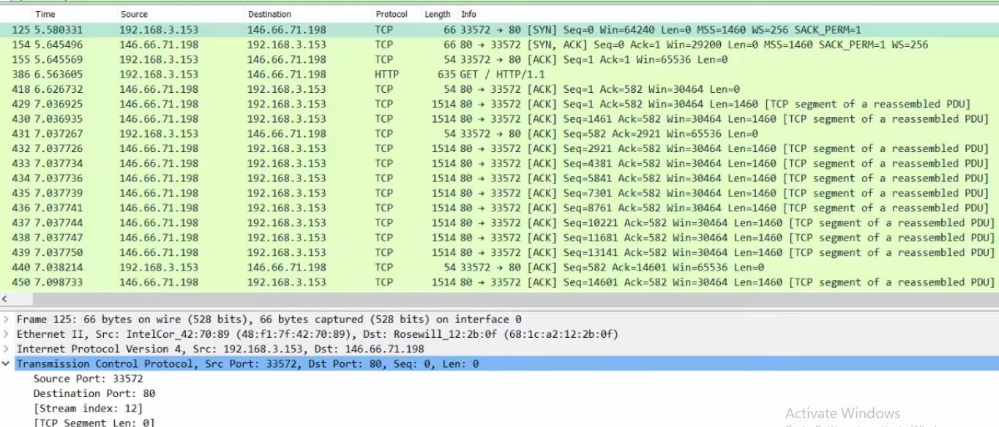 Time Source Destination Protocol Length Info
125 5.580331 192.168.3.153 146.66.71.198 TCP 66 33572 → 80 [SYN] Seq=0 Win=64240 Len=0 MSS=1460 WS=256 SACK_PERM=1
154 5.645496 146.66.71.198 192.168.3.153 TCP 66 80 → 33572 [SYN, ACK] Seq=0 Ack=1 Win=29200 Len=0 MSS=1460 SACK_PERM=1 WS=256
155 5.645569 192.168.3.153 146.66.71.198 TCP 54 33572 → 80 [ACK] Seq=1 Ack=1 Win=65536 Len=0
386 6.563605 192.168.3.153 146.66.71.198 HTTP 635 GET / HTTP/1.1
418 6.626732 146.66.71.198 192.168.3.153 TCP 54 80 → 33572 [ACK] Seq=1 Ack=582 Win=30464 Len=0
429 7.036925 146.66.71.198 192.168.3.153 TCP 1514 80 → 33572 [ACK] Seq=1 Ack=582 Win=30464 Len=1460 [TCP segment of a reassembled PDU]
430 7.036935 146.66.71.198 192.168.3.153 TCP 1514 80 → 33572 [ACK] Seq=1461 Ack=582 Win=30464 Len=1460 [TCP segment of a reassembled PDU]
431 7.037267 192.168.3.153 146.66.71.198 TCP 54 33572 → 80 [ACK] Seq=582 Ack=2921 Win=65536 Len=0
432 7.037726 146.66.71.198 192.168.3.153 TCP 1514 80 → 33572 [ACK] Seq=2921 Ack=582 Win=30464 Len=1460 [TCP segment of a reassembled PDU]
433 7.037734 146.66.71.198 192.168.3.153 TCP 1514 80 → 33572 [ACK] Seq=4381 Ack=582 Win=30464 Len=1460 [TCP segment of a reassembled PDU]
434 7.037736 146.66.71.198 192.168.3.153 TCP 1514 80 → 33572 [ACK] Seq=5841 Ack=582 Win=30464 Len=1460 [TCP segment of a reassembled PDU]
435 7.037739 146.66.71.198 192.168.3.153 TCP 1514 80 → 33572 [ACK] Seq=7301 Ack=582 Win=30464 Len=1460 [TCP segment of a reassembled PDU]
436 7.037741 146.66.71.198 192.168.3.153 TCP 1514 80 → 33572 [ACK] Seq=8761 Ack=582 Win=30464 Len=1460 [TCP segment of a reassembled PDU]
437 7.037744 146.66.71.198 192.168.3.153 TCP 1514 80 → 33572 [ACK] Seq=10221 Ack=582 Win=30464 Len=1460 [TCP segment of a reassembled PDU]
438 7.037747 146.66.71.198 192.168.3.153 TCP 1514 80 → 33572 [ACK] Seq=11681 Ack=582 Win=30464 Len=1460 [TCP segment of a reassembled PDU]
439 7.037750 146.66.71.198 192.168.3.153 TCP 1514 80 → 33572 [ACK] Seq=13141 Ack=582 Win=30464 Len=1460 [TCP segment of a reassembled PDU]
440 7.038214 192.168.3.153 146.66.71.198 TCP 54 33572 → 80 [ACK] Seq=582 Ack=14601 Win=65536 Len=0
450 7.098733 146.66.71.198 192.168.3.153 TCP 1514 80 → 33572 [ACK] Seq=14601 Ack=582 Win=30464 Len=1460 [TCP segment of a reassembled PDU]
Frame 125: 66 bytes on wire (528 bits), 66 bytes captured (528 bits) on interface 0
Ethernet II, Src: IntelCor_42:70:89 (48:f1:7f:42:70:89), Dst: Rosewill_12:2b:0f (68:1c:a2:12:2b:0f)
Internet Protocol Version 4, Src: 192.168.3.153, Dst: 146.66.71.198
Transmission Control Protocol, Src Port: 33572, Dst Port: 80, Seq: 0, Len: 0
Source Port: 33572
Destination Port: 80
[Stream index: 12]
[TCP Segment Len: 0]
Activate Windows